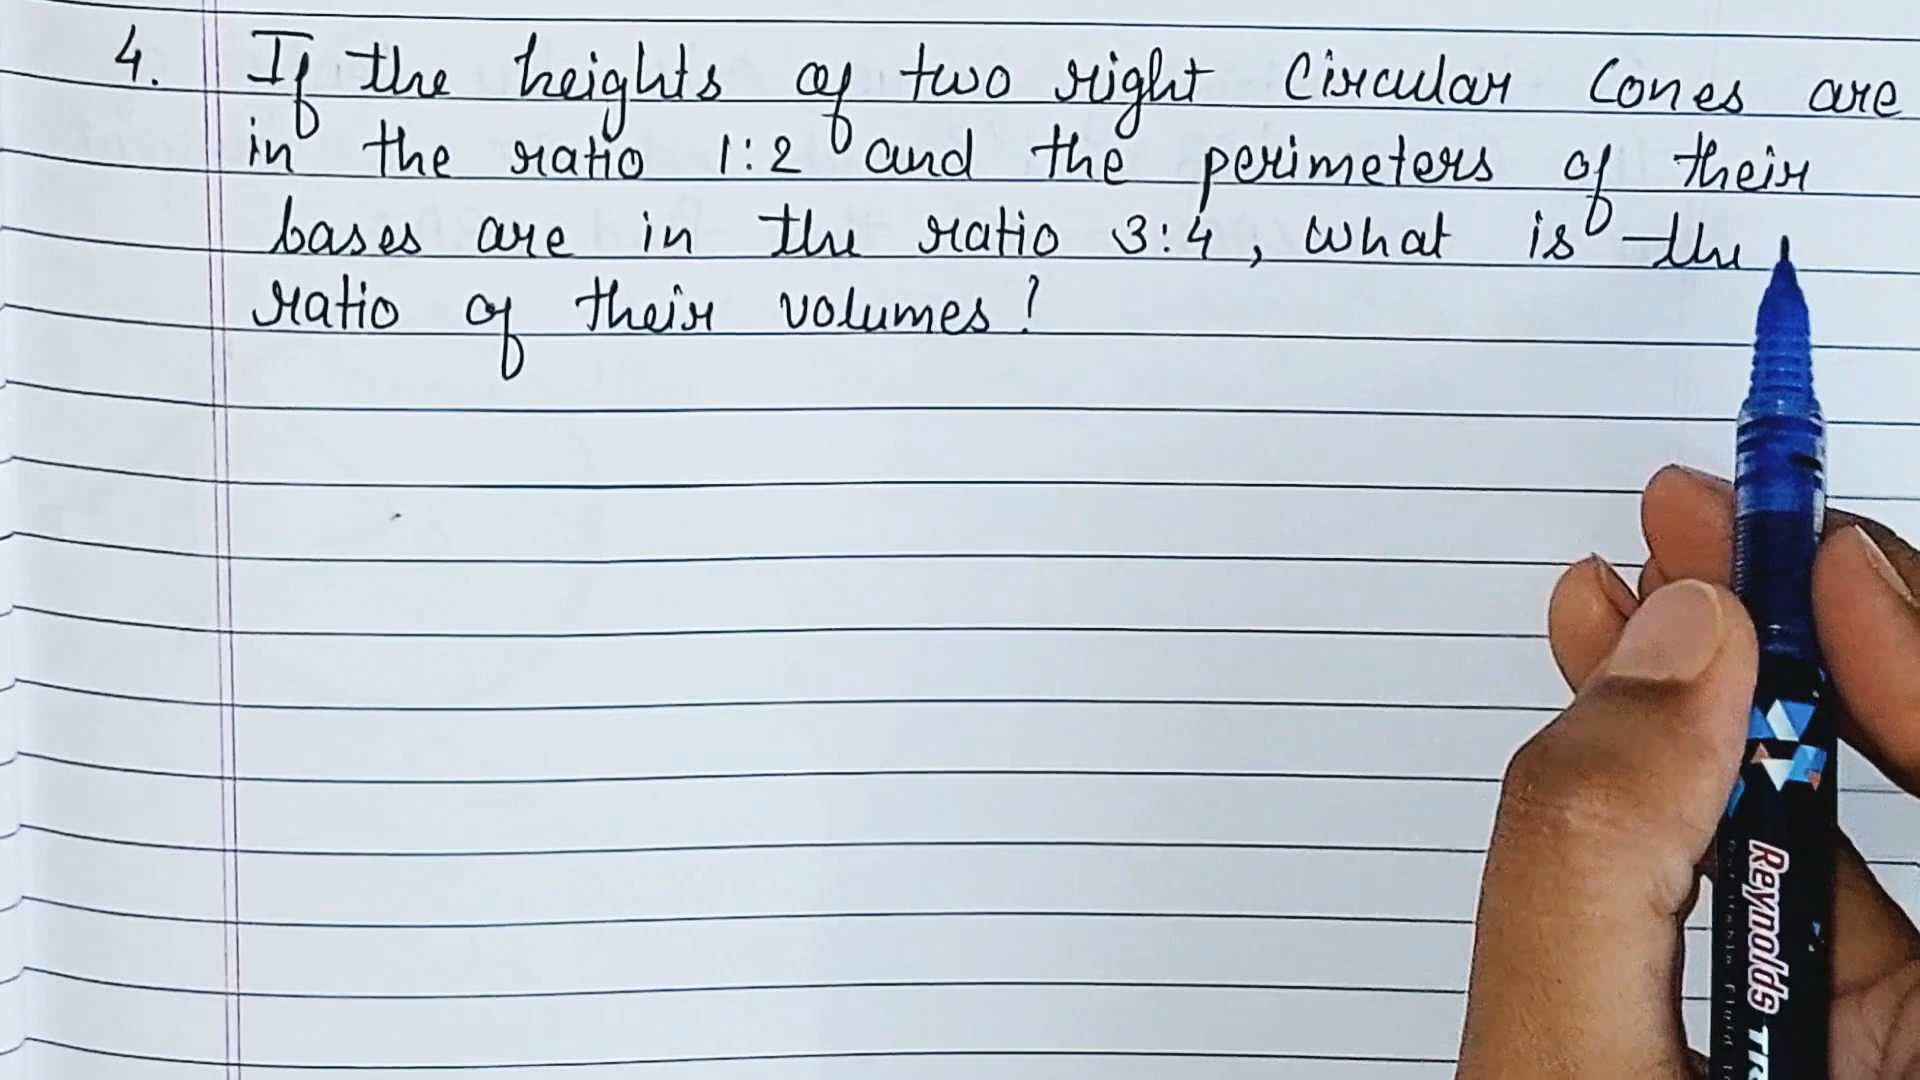 4. If the heights of two right Circular Cones are
in the ratio 1:2 and the perimeters of their
bases are in the ratio 3:4, what is the
ratio of their volumes?
Reynolds TR